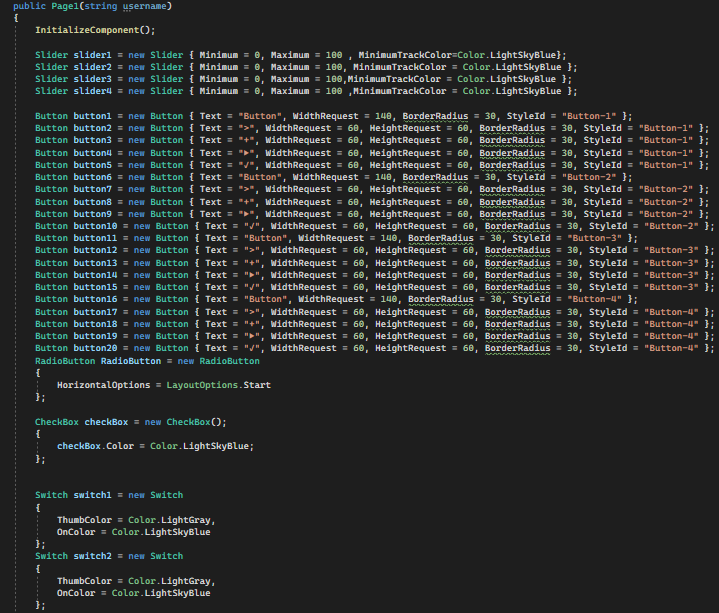 public Page1(string username)
{
InitializeComponent();
Slider slider1 = new Slider { Minimum = 0, Maximum = 100 , MinimumTrackColor=Color.LightSkyBlue};
Slider slider2 = new Slider { Minimum = 0, Maximum = 100, MinimumTrackColor = Color.LightSkyBlue };
Slider slider3 = new Slider { Minimum = 0, Maximum = 100,MinimumTrackColor = Color.LightSkyBlue };
Slider slider4 = new Slider { Minimum = 0, Maximum = 100 ,MinimumTrackColor = Color.LightSkyBlue };
Button button1 = new Button { Text = "Button", WidthRequest = 140, BorderRadius = 30, StyleId = "Button-1" };
Button button2 = new Button { Text = ">", WidthRequest = 60, HeightRequest = 60, BorderRadius = 30, StyleId = "Button-1" };
Button button3 = new Button { Text = "+", WidthRequest = 60, HeightRequest = 60, BorderRadius = 30, StyleId = "Button-1" };
Button button4 = new Button { Text = "▶", WidthRequest = 60, HeightRequest = 60, BorderRadius = 30, StyleId = "Button-1" };
Button button5 = new Button { Text = "√", WidthRequest = 60, HeightRequest = 60, BorderRadius = 30, StyleId = "Button-1" };
Button button6 = new Button { Text = "Button", WidthRequest = 140, BorderRadius = 30, StyleId = "Button-2" };
Button button7 = new Button { Text = ">", WidthRequest = 60, HeightRequest = 60, BorderRadius = 30, StyleId = "Button-2" };
Button button8 = new Button { Text = "+", WidthRequest = 60, HeightRequest = 60, BorderRadius = 30, StyleId = "Button-2" };
Button button9 = new Button { Text = "▶", WidthRequest = 60, HeightRequest = 60, BorderRadius = 30, StyleId = "Button-2" };
Button button10 = new Button { Text = "√", WidthRequest = 60, HeightRequest = 60, BorderRadius = 30, StyleId = "Button-2" };
Button button11 = new Button { Text = "Button", WidthRequest = 140, BorderRadius = 30, StyleId = "Button-3" };
Button button12 = new Button { Text = ">", WidthRequest = 60, HeightRequest = 60, BorderRadius = 30, StyleId = "Button-3" };
Button button13 = new Button { Text = "+", WidthRequest = 60, HeightRequest = 60, BorderRadius = 30, StyleId = "Button-3" };
Button button14 = new Button { Text = "▶", WidthRequest = 60, HeightRequest = 60, BorderRadius = 30, StyleId = "Button-3" };
Button button15 = new Button { Text = "√", WidthRequest = 60, HeightRequest = 60, BorderRadius = 30, StyleId = "Button-3" };
Button button16 = new Button { Text = "Button", WidthRequest = 140, BorderRadius = 30, StyleId = "Button-4" };
Button button17 = new Button { Text = ">", WidthRequest = 60, HeightRequest = 60, BorderRadius = 30, StyleId = "Button-4" };
Button button18 = new Button { Text = "+", WidthRequest = 60, HeightRequest = 60, BorderRadius = 30, StyleId = "Button-4" };
Button button19 = new Button { Text = "▶", WidthRequest = 60, HeightRequest = 60, BorderRadius = 30, StyleId = "Button-4" };
Button button20 = new Button { Text = "√", WidthRequest = 60, HeightRequest = 60, BorderRadius = 30, StyleId = "Button-4" };
RadioButton RadioButton = new RadioButton
{
HorizontalOptions = LayoutOptions.Start
};
CheckBox checkBox = new CheckBox();
{
checkBox.Color = Color.LightSkyBlue;
};
Switch switch1 = new Switch
{
ThumbColor = Color.LightGray,
OnColor = Color.LightSkyBlue
};
Switch switch2 = new Switch
{
ThumbColor = Color.LightGray,
OnColor = Color.LightSkyBlue
};